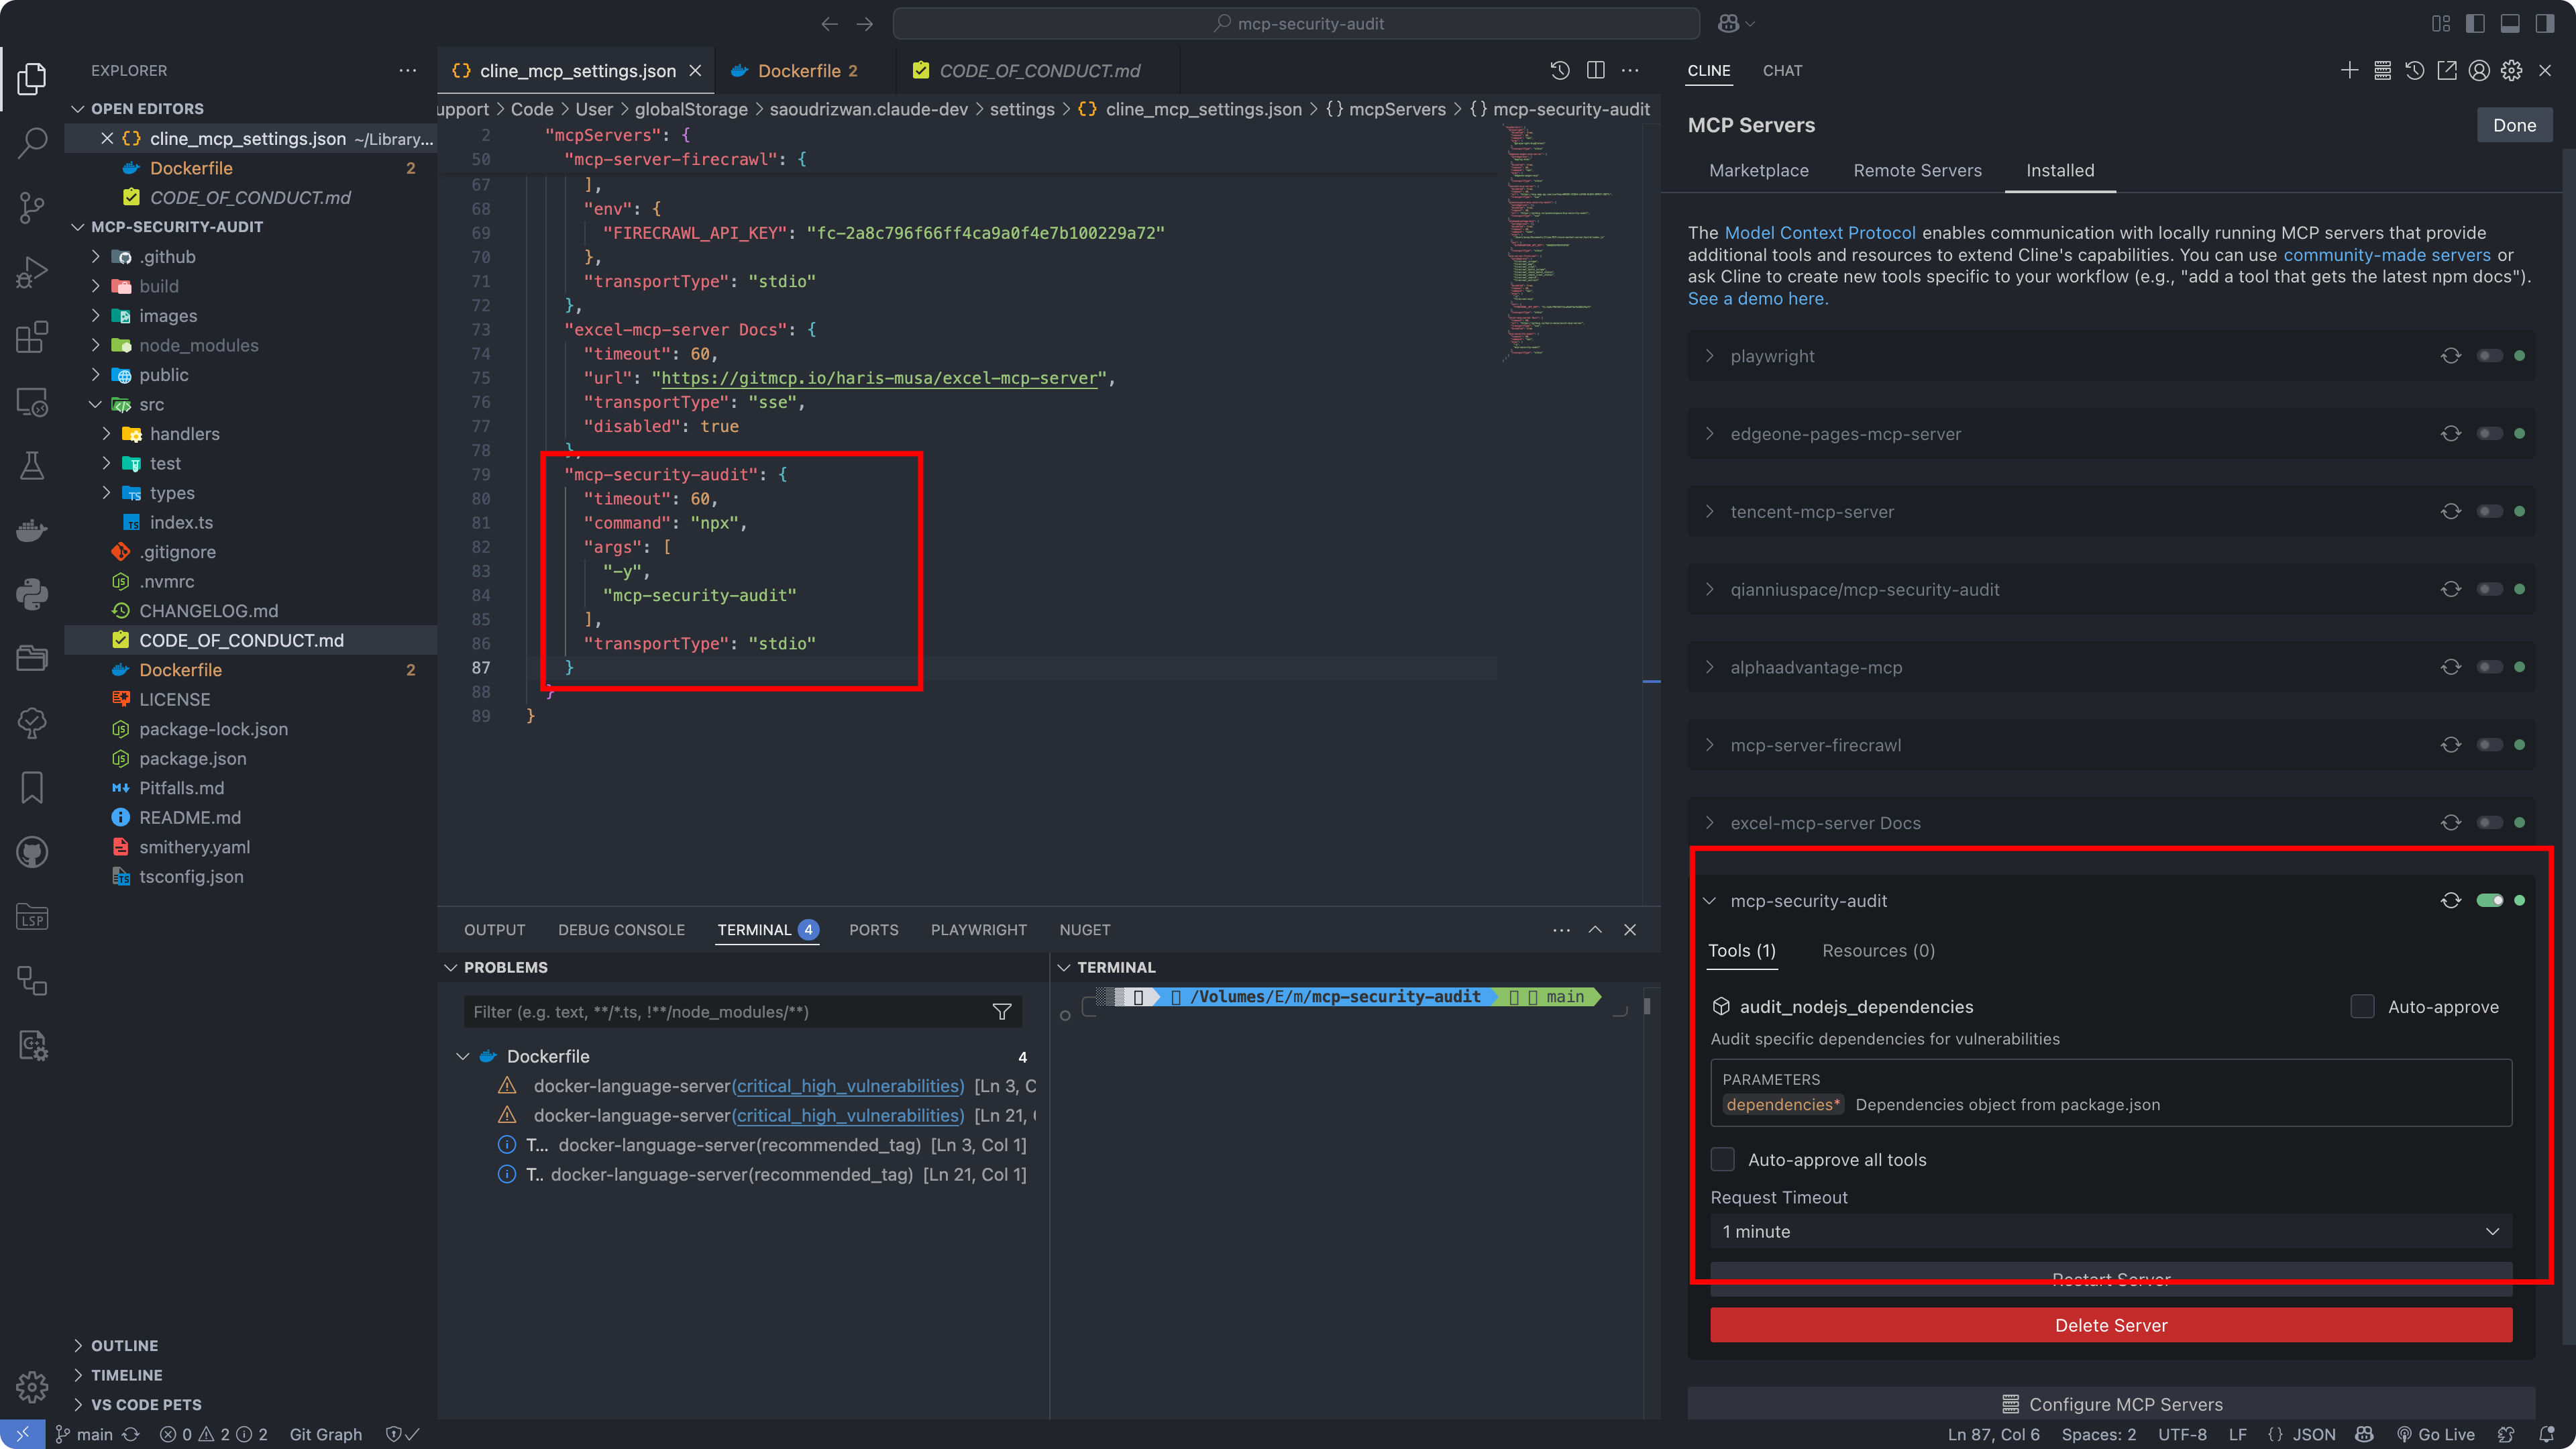 mcp-security-audit
EXPLORER
OPEN EDITORS
cline_mcp_settings.json ~/Library...
Dockerfile 2
CODE_OF_CONDUCT.md
MCP-SECURITY-AUDIT
.github
build
images
node_modules
public
src
handlers
test
types
index.ts
.gitignore
.nvmrc
CHANGELOG.md
CODE_OF_CONDUCT.md
Dockerfile 2
LICENSE
package-lock.json
package.json
Pitfalls.md
README.md
smithery.yaml
tsconfig.json
OUTLINE
TIMELINE
VS CODE PETS
cline_mcp_settings.json
Dockerfile 2
CODE_OF_CONDUCT.md
upport > Code > User > globalStorage > saoudrizwan.claude-dev > settings > {} cline_mcp_settings.json > {} mcpServers > {} mcp-security-audit
2 "mcpServers": {
50 "mcp-server-firecrawl": {
67 ],
68 "env": {
69 "FIRECRAWL_API_KEY": "fc-2a8c796f66ff4ca9a0f4e7b100229a72"
70 },
71 "transportType": "stdio"
72 },
73 "excel-mcp-server Docs": {
74 "timeout": 60,
75 "url": "https://gitmcp.io/haris-musa/excel-mcp-server",
76 "transportType": "sse",
77 "disabled": true
78 },
79 "mcp-security-audit": {
80 "timeout": 60,
81 "command": "npx",
82 "args": [
83 "-y",
84 "mcp-security-audit"
85 ],
86 "transportType": "stdio"
87 }
88 }
89 }
OUTPUT DEBUG CONSOLE TERMINAL 4 PORTS PLAYWRIGHT NUGET
PROBLEMS
Filter (e.g. text, **/*.ts, !**/node_modules/**)
Dockerfile 4
docker-language-server(critical_high_vulnerabilities) [Ln 3, C
docker-language-server(critical_high_vulnerabilities) [Ln 21,
T... docker-language-server(recommended_tag) [Ln 3, Col 1]
T.. docker-language-server(recommended_tag) [Ln 21, Col 1]
TERMINAL
/Volumes/E/m/mcp-security-audit main
CLINE CHAT
MCP Servers
Done
Marketplace Remote Servers Installed
The Model Context Protocol enables communication with locally running MCP servers that provide
additional tools and resources to extend Cline's capabilities. You can use community-made servers or
ask Cline to create new tools specific to your workflow (e.g., "add a tool that gets the latest npm docs").
See a demo here.
playwright
edgeone-pages-mcp-server
tencent-mcp-server
qianniuspace/mcp-security-audit
alphaadvantage-mcp
mcp-server-firecrawl
excel-mcp-server Docs
mcp-security-audit
Tools (1) Resources (0)
audit_nodejs_dependencies Auto-approve
Audit specific dependencies for vulnerabilities
PARAMETERS
dependencies* Dependencies object from package.json
Auto-approve all tools
Request Timeout
1 minute
Restart Server
Delete Server
Configure MCP Servers
main 0 2 2 Git Graph
Ln 87, Col 6 Spaces: 2 UTF-8 LF {} JSON Go Live